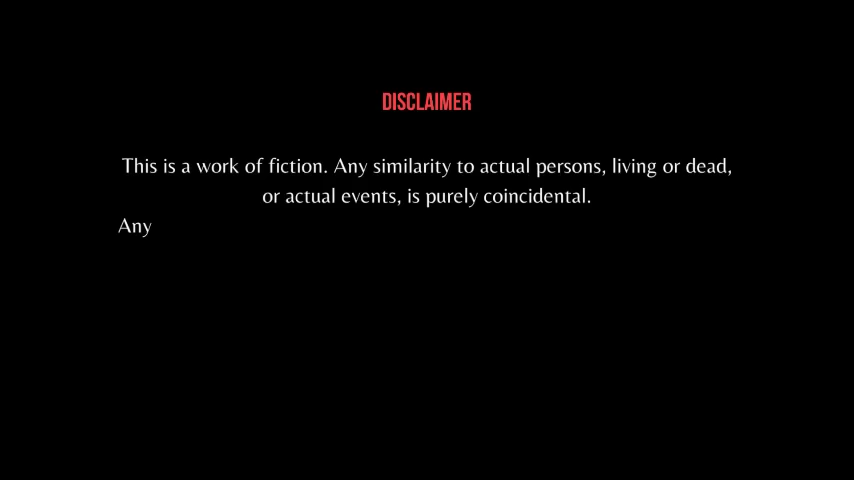 DISCLAIMER
This is a work of fiction. Any similarity to actual persons, living or dead,
or actual events, is purely coincidental.
Any